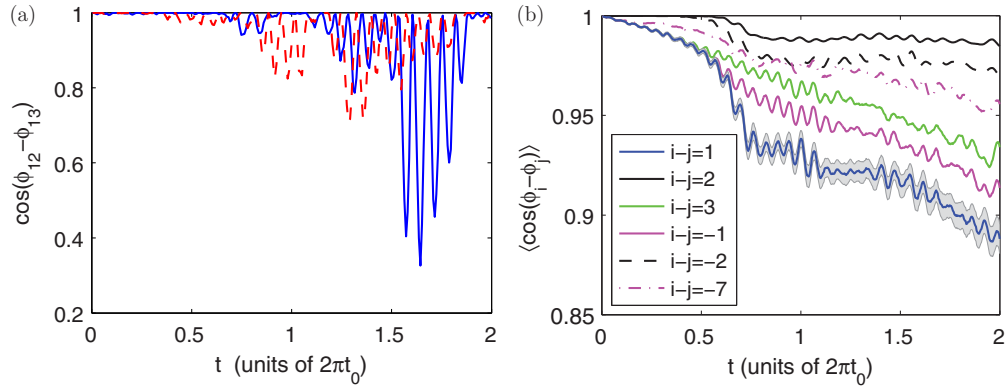 (a)
1
0.8
0.6
0.4
0.2
cos(ϕ12−ϕ13)
0
0.5
1
1.5
2
t (units of 2πt0)
(b)
1
0.95
0.9
0.85
⟨cos(ϕi−ϕj)⟩
i−j=1
i−j=2
i−j=3
i−j=−1
i−j=−2
i−j=−7
0
0.5
1
1.5
2
t (units of 2πt0)